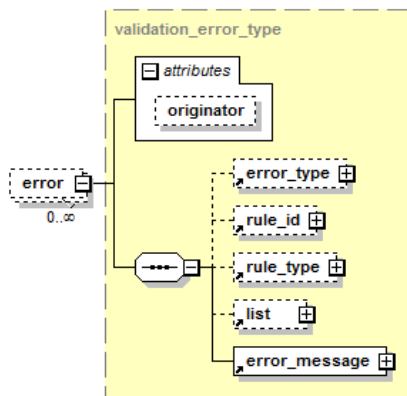 validation_error_type
attributes
originator
error
0..∞
error_type
rule_id
rule_type
list
error_message